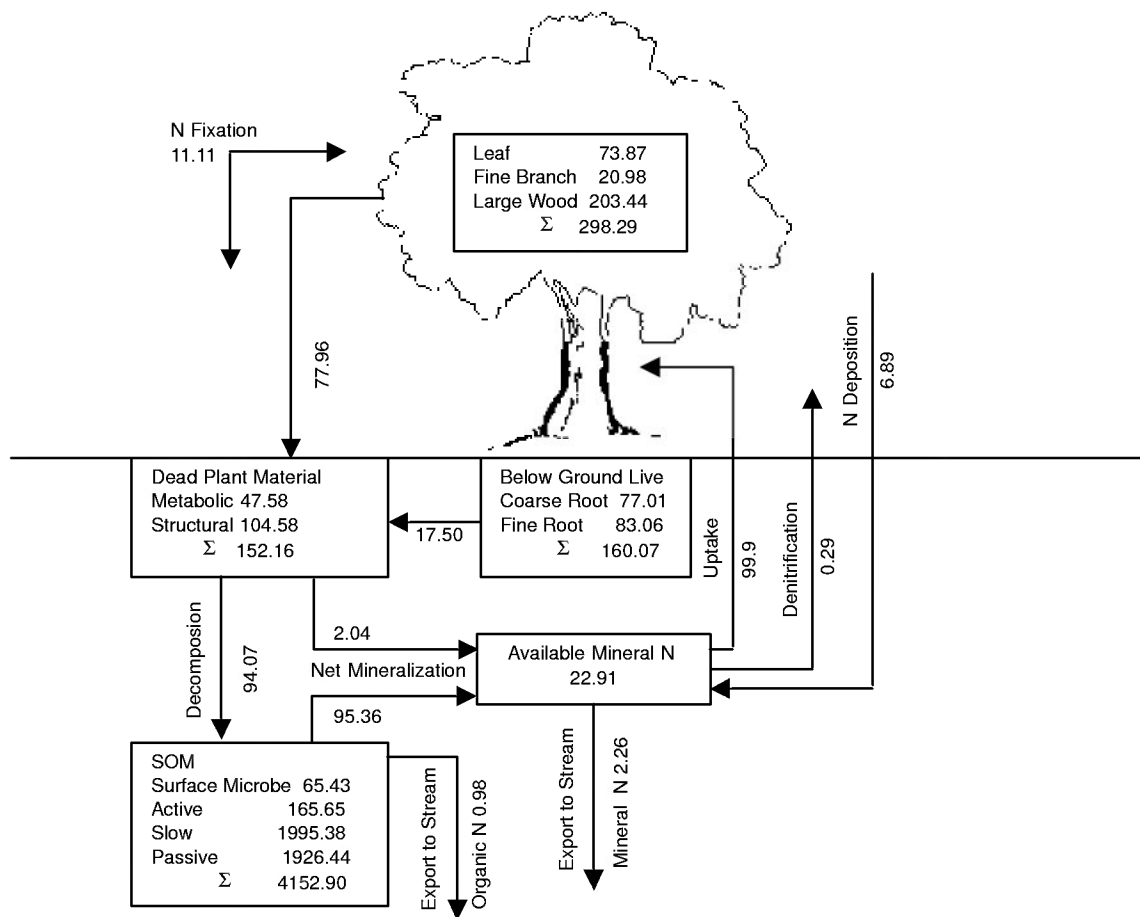 N Fixation
11.11
Leaf 73.87
Fine Branch 20.98
Large Wood 203.44
Σ 298.29
77.96
N Deposition
6.89
Dead Plant Material
Metabolic 47.58
Structural 104.58
Σ 152.16
17.50
Below Ground Live
Coarse Root 77.01
Fine Root 83.06
Σ 160.07
Uptake
99.9
Denitrification
0.29
Decomposion
94.07
2.04
Net Mineralization
95.36
Available Mineral N
22.91
SOM
Surface Microbe 65.43
Active 165.65
Slow 1995.38
Passive 1926.44
Σ 4152.90
Export to Stream
Organic N 0.98
Export to Stream
Mineral N 2.26